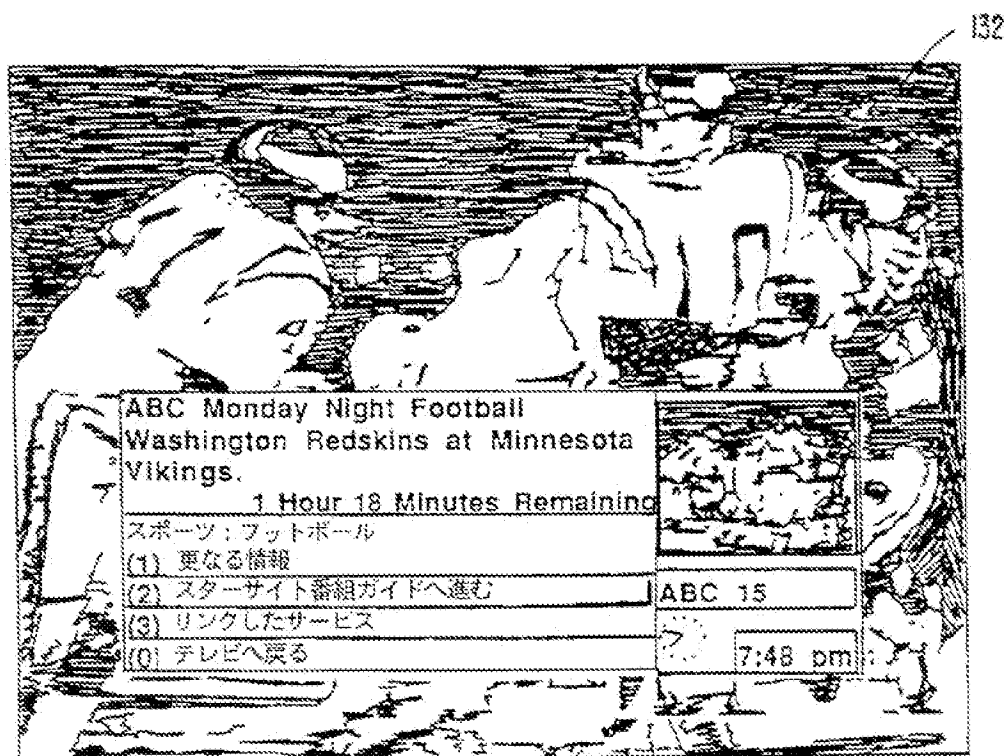 132
ABC Monday Night Football
Washington Redskins at Minnesota
Vikings.
1 Hour 18 Minutes Remaining
スポーツ：フットボール
(1) 更なる情報
(2) スターサイト番組ガイドへ進む
(3) リンクしたサービス
(0) テレビへ戻る
ABC 15
7:48 pm